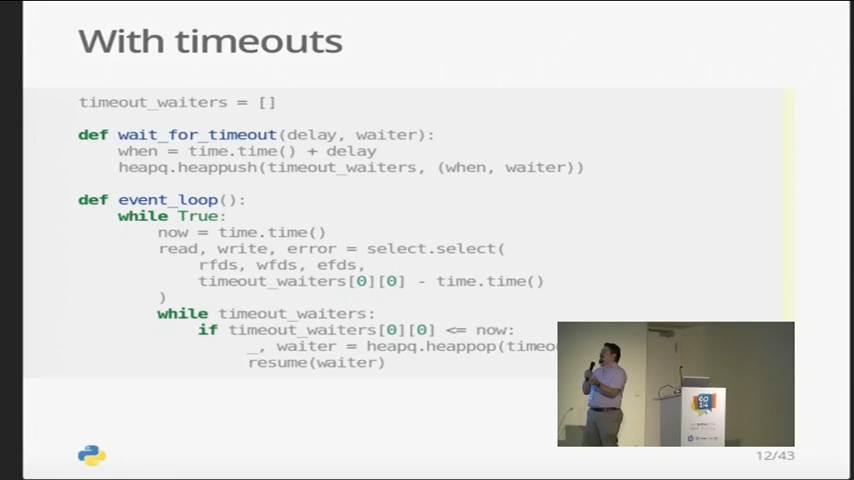 With timeouts
timeout_waiters = []
def wait_for_timeout(delay, waiter):
when = time.time() + delay
heapq.heappush(timeout_waiters, (when, waiter))
def event_loop():
while True:
now = time.time()
read, write, error = select.select(
rfds, wfds, efds,
timeout_waiters[0][0] - time.time()
)
while timeout_waiters:
if timeout_waiters[0][0] <= now:
_, waiter = heapq.heappop(
resume(waiter)
12/43